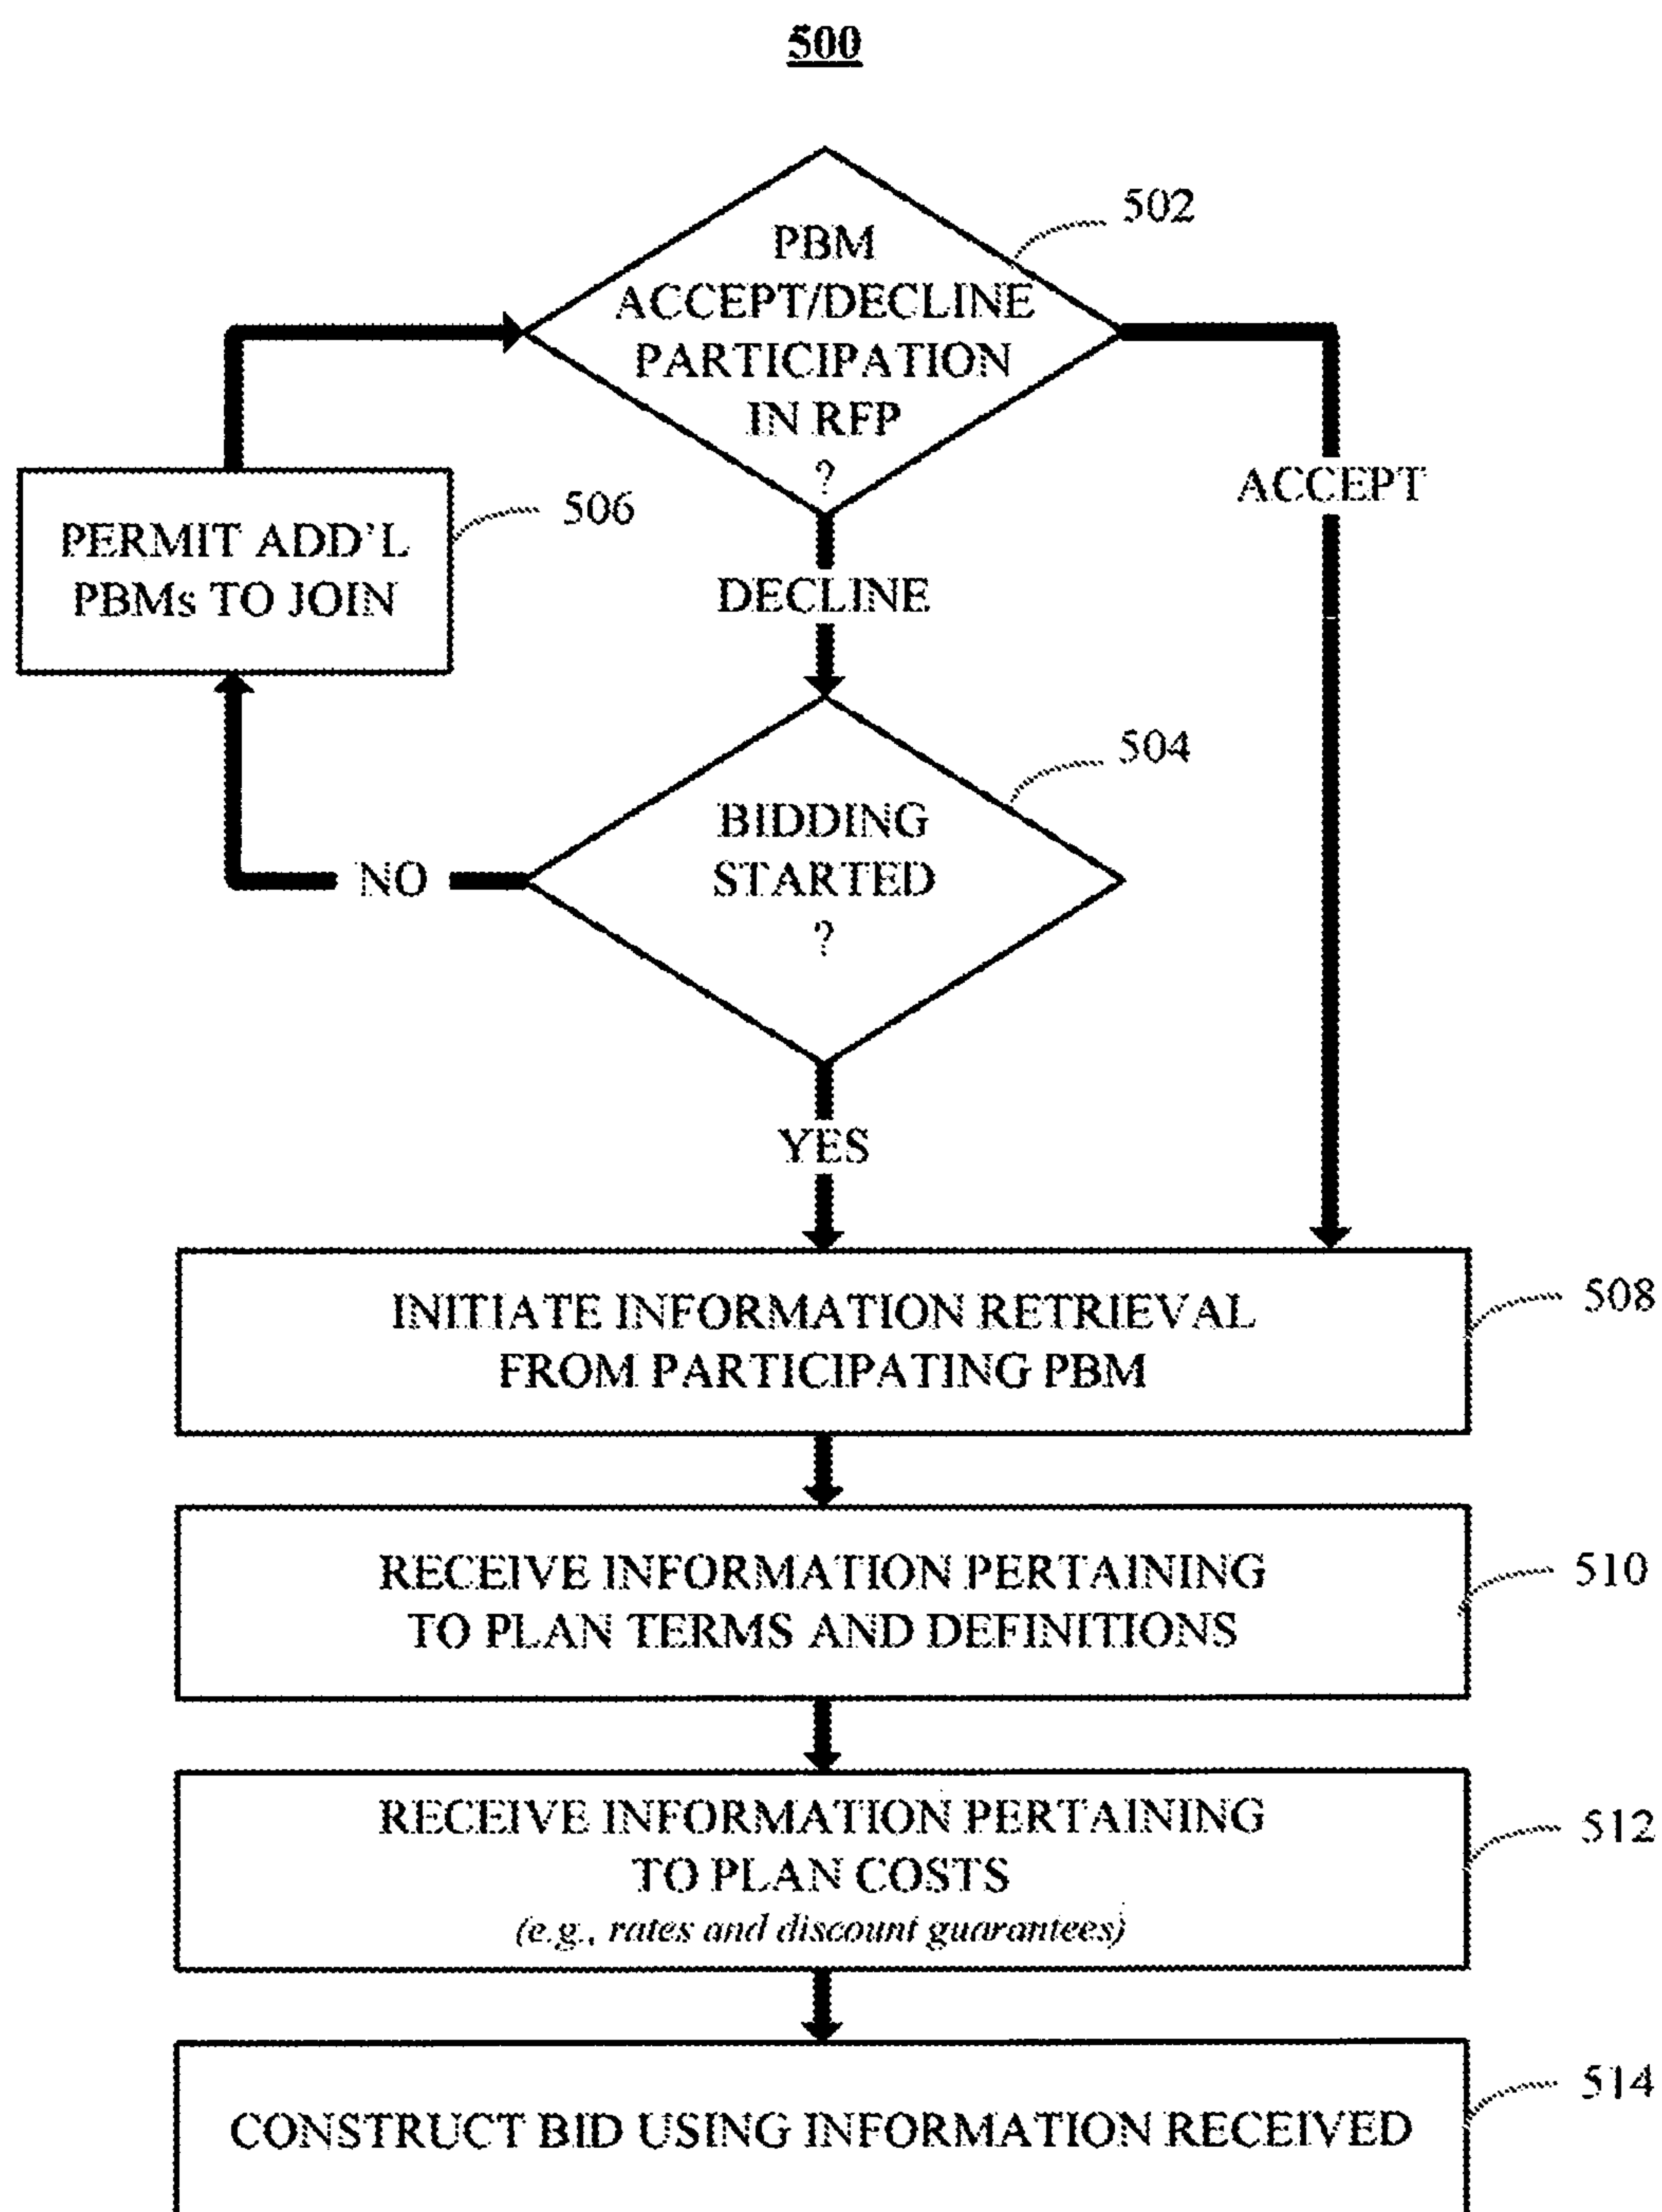 500
502
PBM
ACCEPT/DECLINE
PARTICIPATION
IN RFP
?
ACCEPT
506
PERMIT ADD'L
PBMs TO JOIN
DECLINE
504
BIDDING
STARTED
?
NO
YES
508
INITIATE INFORMATION RETRIEVAL
FROM PARTICIPATING PBM
510
RECEIVE INFORMATION PERTAINING
TO PLAN TERMS AND DEFINITIONS
512
RECEIVE INFORMATION PERTAINING
TO PLAN COSTS
(e.g., rates and discount guarantees)
514
CONSTRUCT BID USING INFORMATION RECEIVED